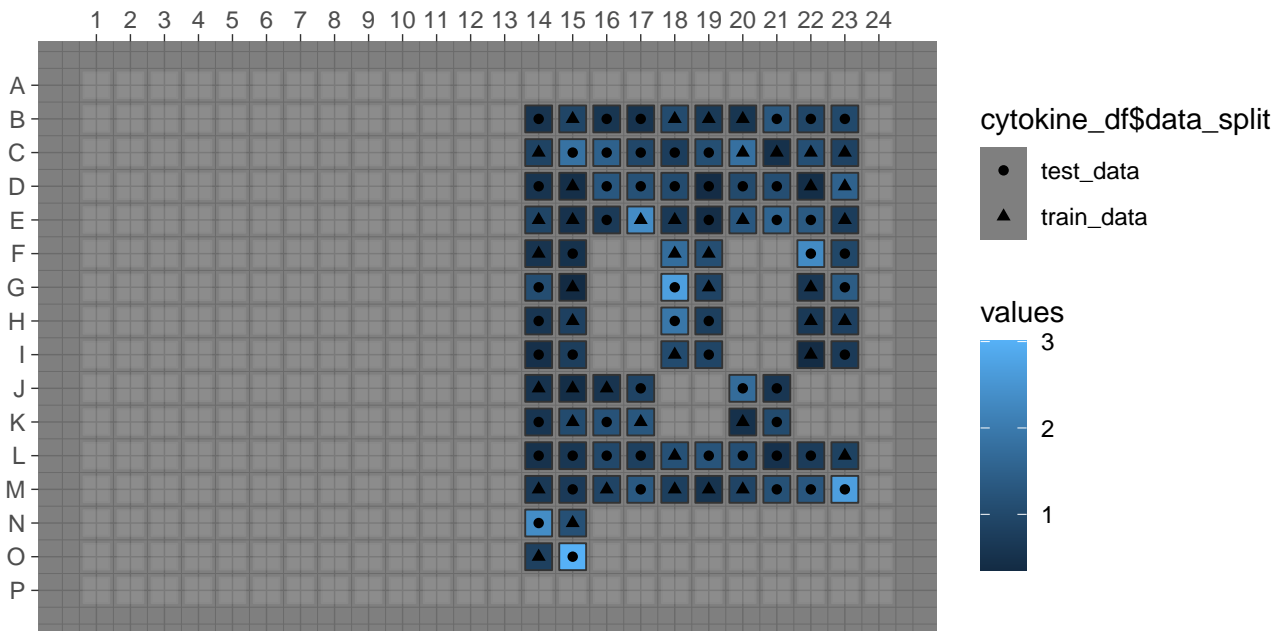 1 2 3 4 5 6 7 8 9 10 11 12 13 14 15 16 17 18 19 20 21 22 23 24
A
B
C
D
E
F
G
H
I
J
K
L
M
N
O
P
cytokine_df$data_split
test_data
train_data
values
3
2
1